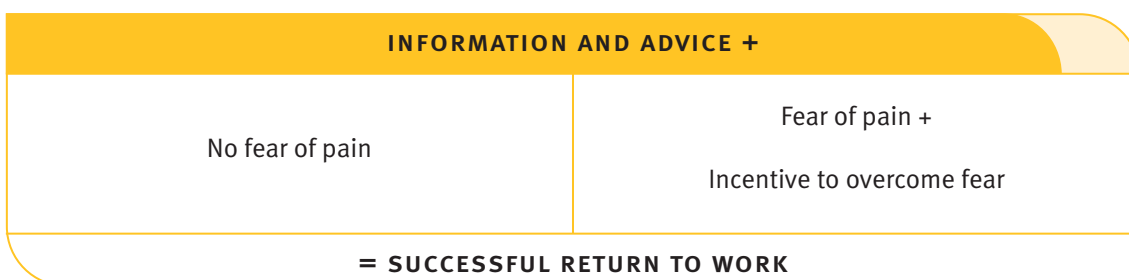 INFORMATION AND ADVICE +
No fear of pain
Fear of pain +
Incentive to overcome fear
= SUCCESSFUL RETURN TO WORK